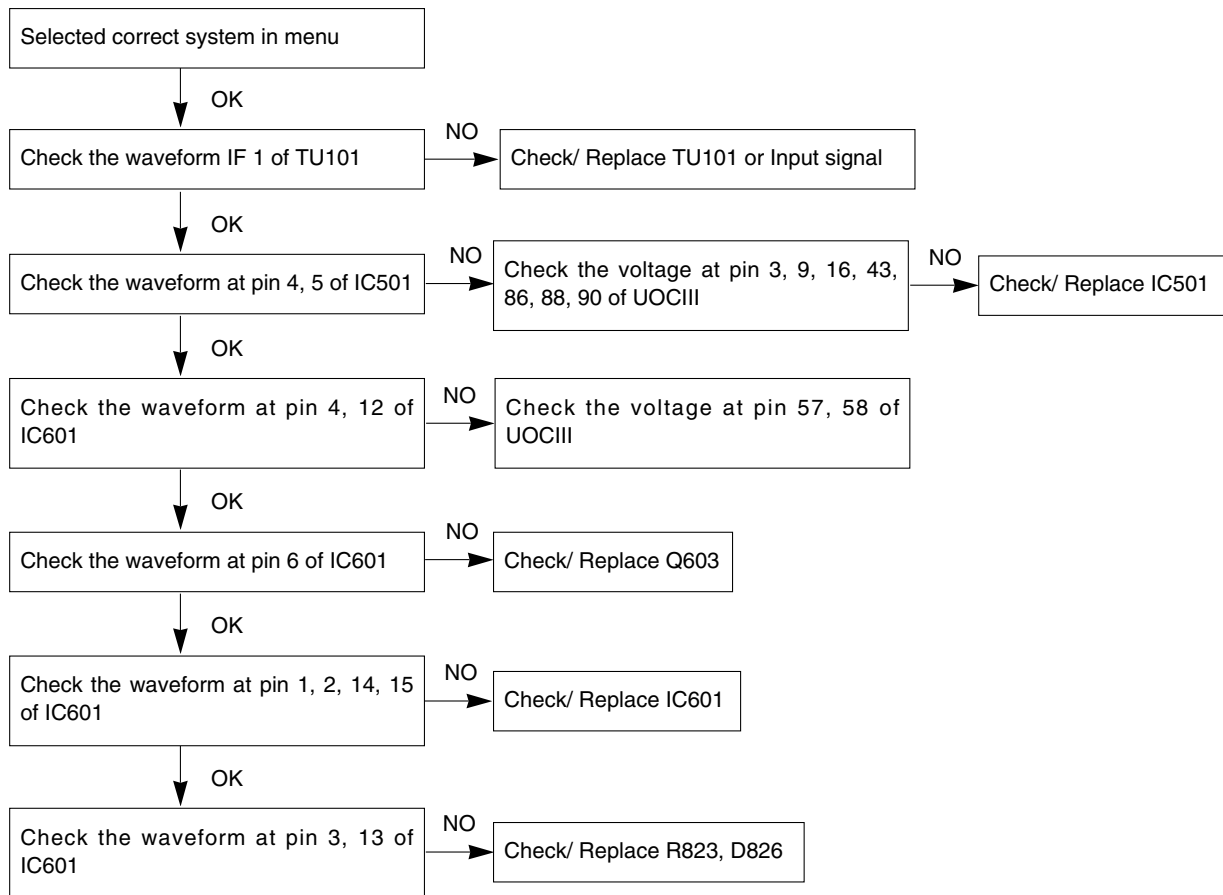 Selected correct system in menu
OK
Check the waveform IF 1 of TU101
NO
Check/ Replace TU101 or Input signal
OK
Check the waveform at pin 4, 5 of IC501
NO
Check the voltage at pin 3, 9, 16, 43,
86, 88, 90 of UOCIII
NO
Check/ Replace IC501
OK
Check the waveform at pin 4, 12 of
IC601
NO
Check the voltage at pin 57, 58 of
UOCIII
OK
Check the waveform at pin 6 of IC601
NO
Check/ Replace Q603
OK
Check the waveform at pin 1, 2, 14, 15
of IC601
NO
Check/ Replace IC601
OK
Check the waveform at pin 3, 13 of
IC601
NO
Check/ Replace R823, D826